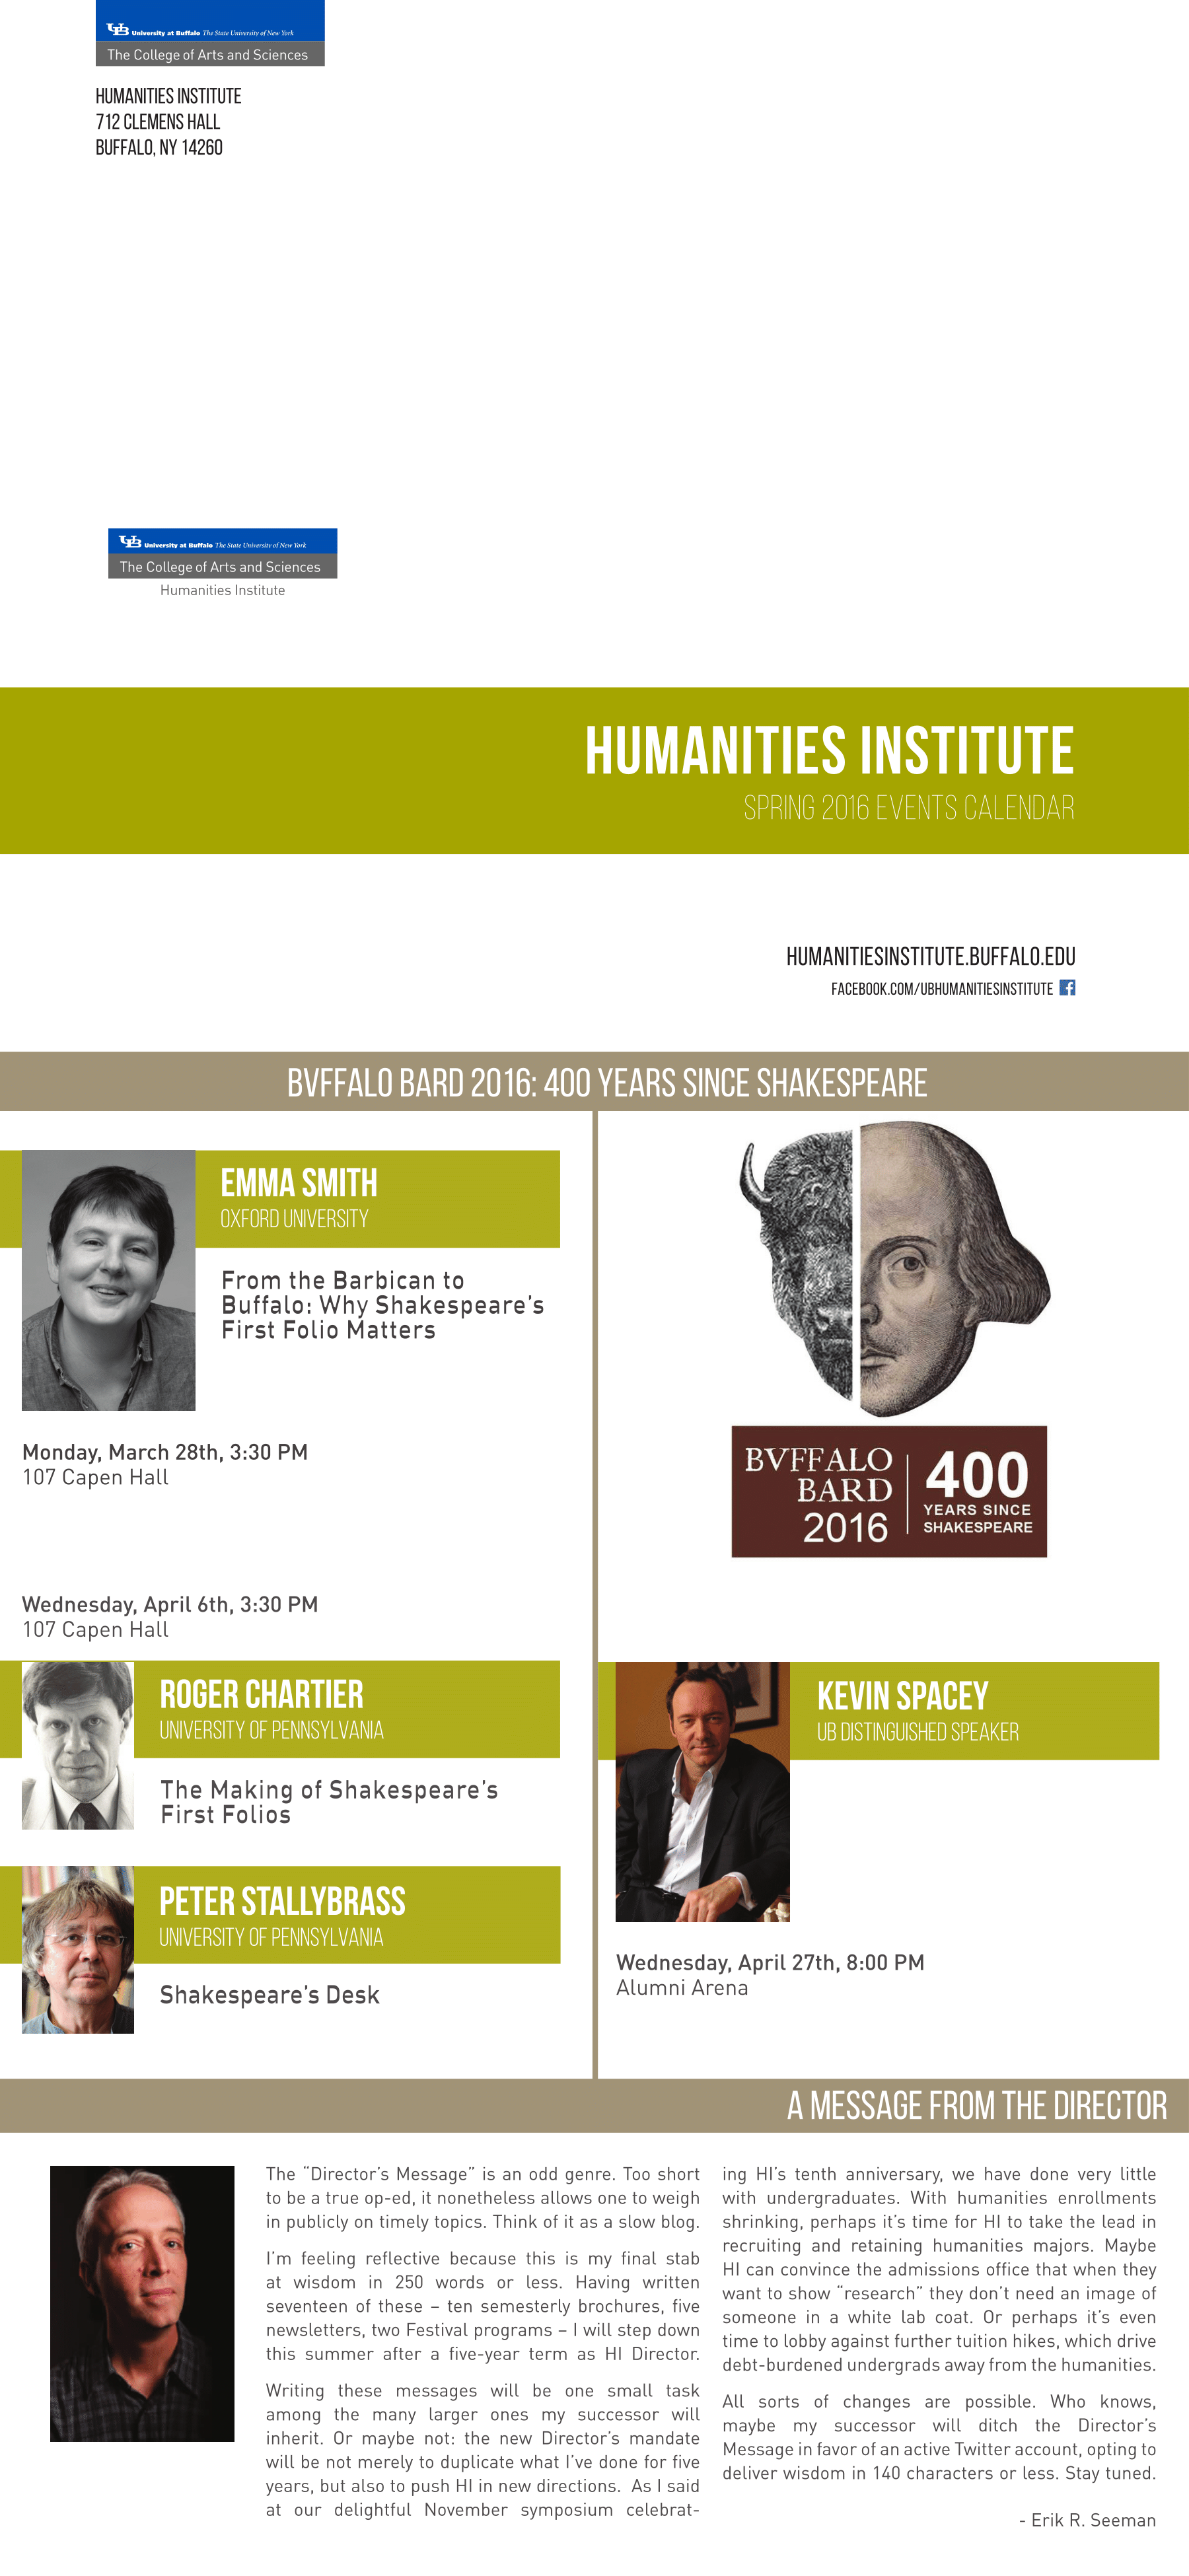 UB University at Buffalo The State University of New York
The College of Arts and Sciences
HUMANITIES INSTITUTE
712 CLEMENS HALL
BUFFALO, NY 14260
UB University at Buffalo The State University of New York
The College of Arts and Sciences
Humanities Institute
HUMANITIES INSTITUTE
SPRING 2016 EVENTS CALENDAR
HUMANITIESINSTITUTE.BUFFALO.EDU
FACEBOOK.COM/UBHUMANITIESINSTITUTE f
BVFFALO BARD 2016: 400 YEARS SINCE SHAKESPEARE
EMMA SMITH
OXFORD UNIVERSITY
From the Barbican to
Buffalo: Why Shakespeare's
First Folio Matters
Monday, March 28th, 3:30 PM
107 Capen Hall
Wednesday, April 6th, 3:30 PM
107 Capen Hall
ROGER CHARTIER
UNIVERSITY OF PENNSYLVANIA
The Making of Shakespeare's
First Folios
PETER STALLYBRASS
UNIVERSITY OF PENNSYLVANIA
Shakespeare's Desk
BVFFALO
BARD
2016
400
YEARS SINCE
SHAKESPEARE
KEVIN SPACEY
UB DISTINGUISHED SPEAKER
Wednesday, April 27th, 8:00 PM
Alumni Arena
A MESSAGE FROM THE DIRECTOR
The "Director's Message" is an odd genre. Too short
to be a true op-ed, it nonetheless allows one to weigh
in publicly on timely topics. Think of it as a slow blog.
I'm feeling reflective because this is my final stab
at wisdom in 250 words or less. Having written
seventeen of these – ten semesterly brochures, five
newsletters, two Festival programs – I will step down
this summer after a five-year term as HI Director.
Writing these messages will be one small task
among the many larger ones my successor will
inherit. Or maybe not: the new Director's mandate
will be not merely to duplicate what I've done for five
years, but also to push HI in new directions. As I said
at our delightful November symposium celebrat-
ing HI's tenth anniversary, we have done very little
with undergraduates. With humanities enrollments
shrinking, perhaps it's time for HI to take the lead in
recruiting and retaining humanities majors. Maybe
HI can convince the admissions office that when they
want to show "research" they don't need an image of
someone in a white lab coat. Or perhaps it's even
time to lobby against further tuition hikes, which drive
debt-burdened undergrads away from the humanities.
All sorts of changes are possible. Who knows,
maybe my successor will ditch the Director's
Message in favor of an active Twitter account, opting to
deliver wisdom in 140 characters or less. Stay tuned.
- Erik R. Seeman